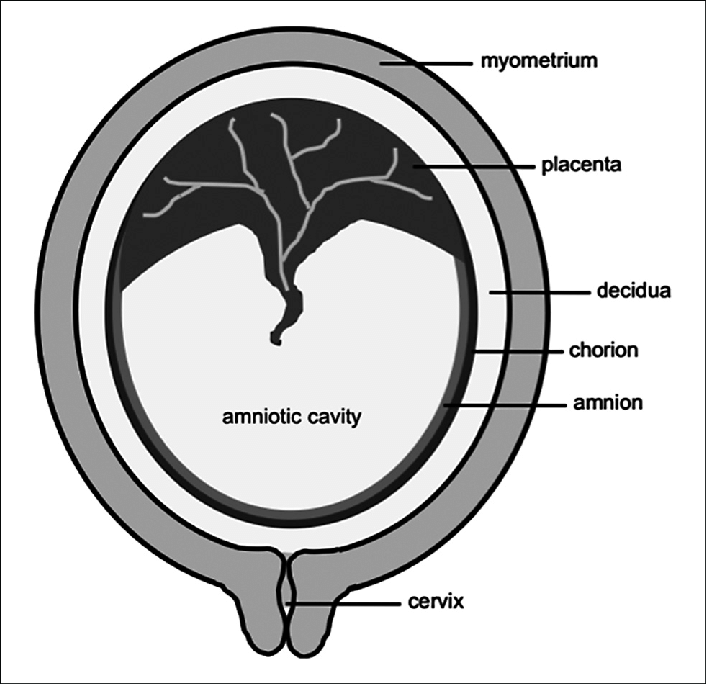 myometrium
placenta
decidua
chorion
amnion
amniotic cavity
cervix